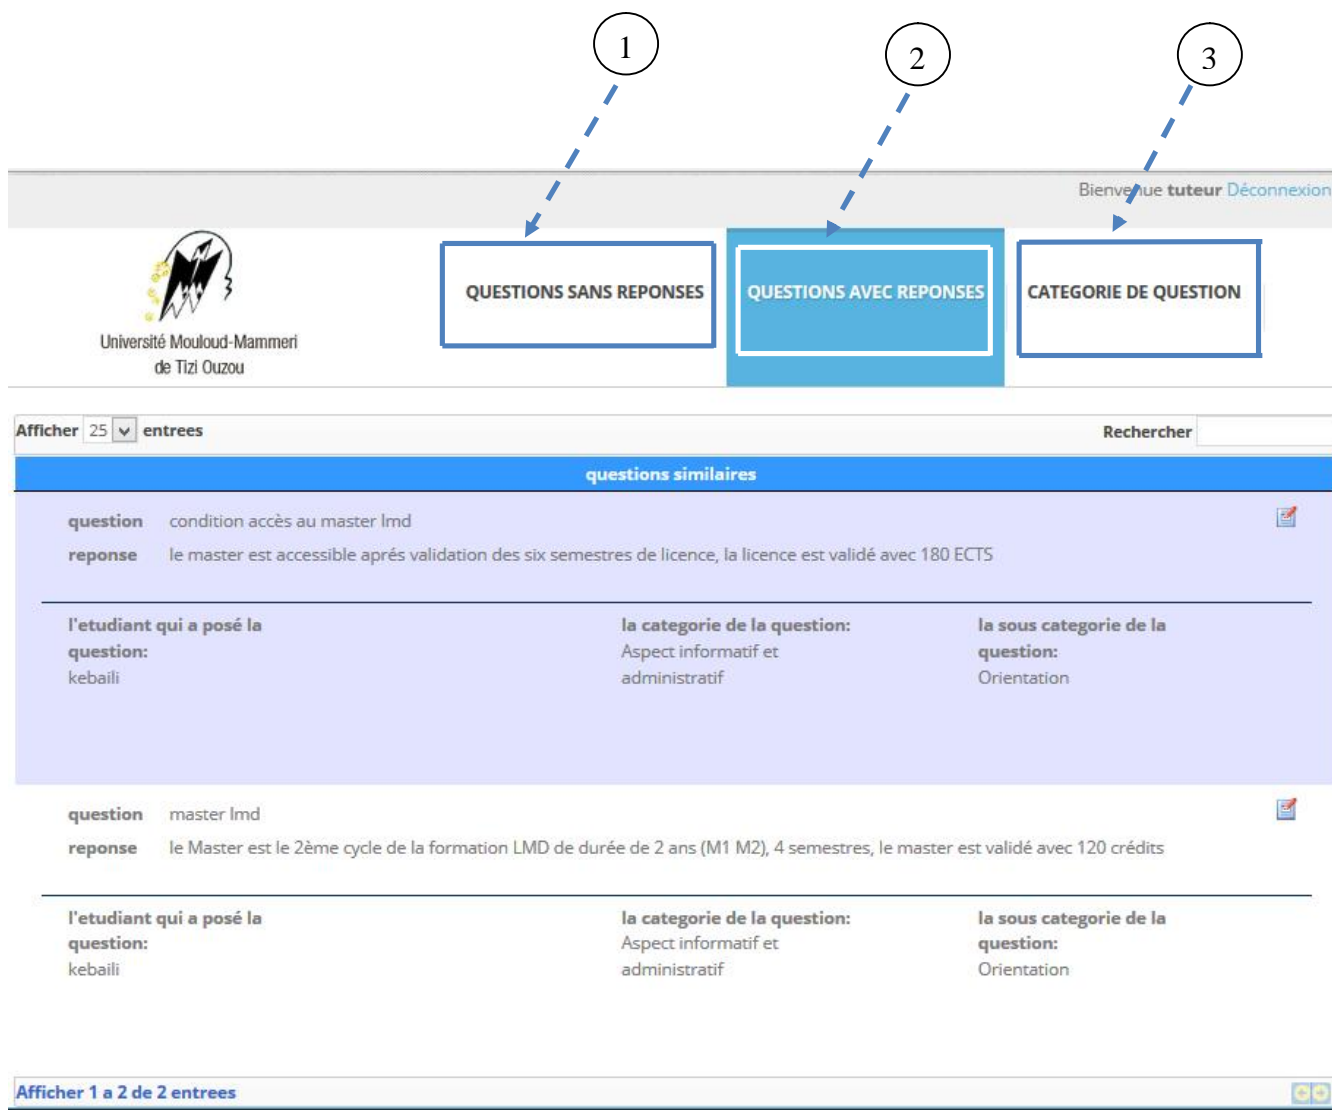 1 2 3
Bienvenue tuteur Déconnexion
QUESTIONS SANS REPONSES QUESTIONS AVEC REPONSES CATEGORIE DE QUESTION
Université Mouloud-Mammeri
de Tizi Ouzou
Afficher 25 entrees Rechercher
questions similaires
question condition accès au master lmd
reponse le master est accessible aprés validation des six semestres de licence, la licence est validé avec 180 ECTS
l'etudiant qui a posé la la categorie de la question: la sous categorie de la
question: Aspect informatif et question:
kebaili administratif Orientation
question master lmd
reponse le Master est le 2ème cycle de la formation LMD de durée de 2 ans (M1 M2), 4 semestres, le master est validé avec 120 crédits
l'etudiant qui a posé la la categorie de la question: la sous categorie de la
question: Aspect informatif et question:
kebaili administratif Orientation
Afficher 1 a 2 de 2 entrees